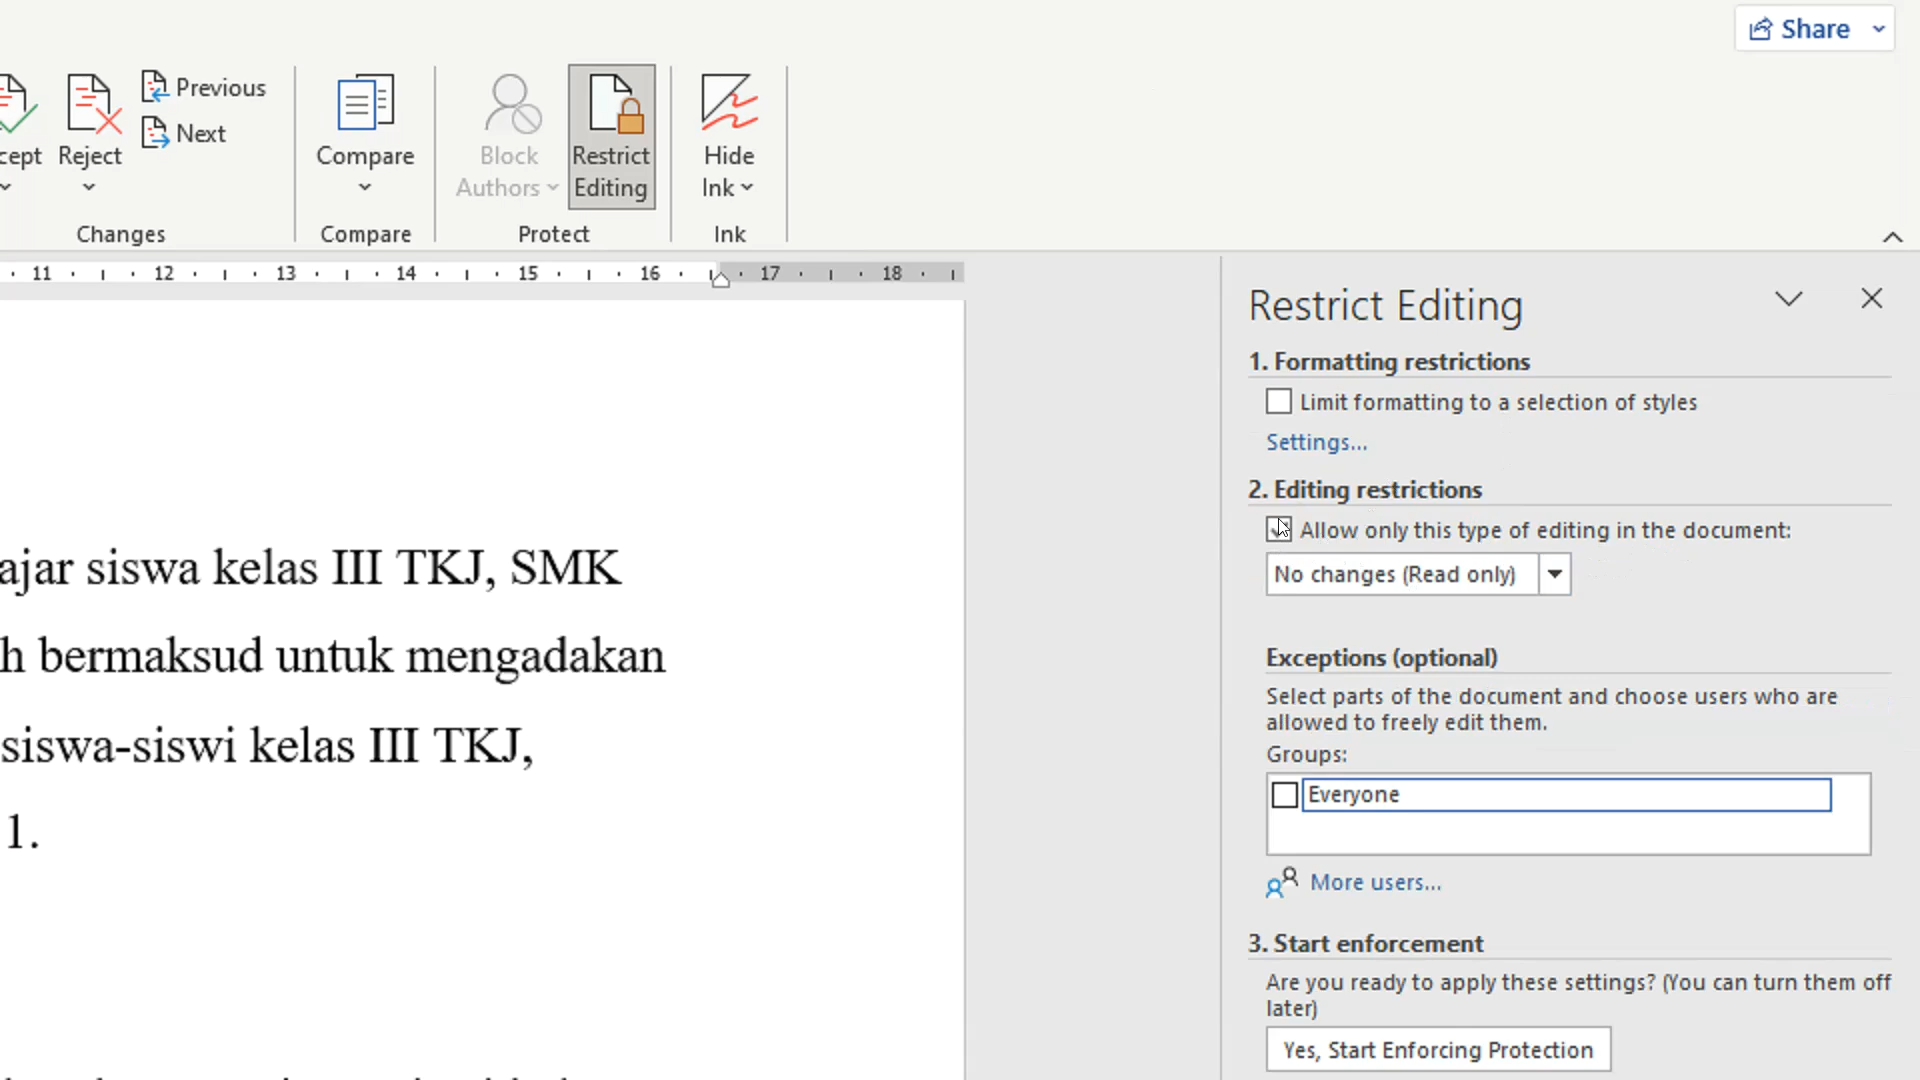 Share
Reject
Previous
Next
Changes
Compare
Compare
Block
Authors
Restrict
Editing
Protect
Hide
Ink
Ink
11 12 13 14 15 16 17 18
ajar siswa kelas III TKJ, SMK
h bermaksud untuk mengadakan
siswa-siswi kelas III TKJ,
1.
Restrict Editing
1. Formatting restrictions
Limit formatting to a selection of styles
Settings...
2. Editing restrictions
Allow only this type of editing in the document:
No changes (Read only)
Exceptions (optional)
Select parts of the document and choose users who are
allowed to freely edit them.
Groups:
Everyone
More users...
3. Start enforcement
Are you ready to apply these settings? (You can turn them off
later)
Yes, Start Enforcing Protection